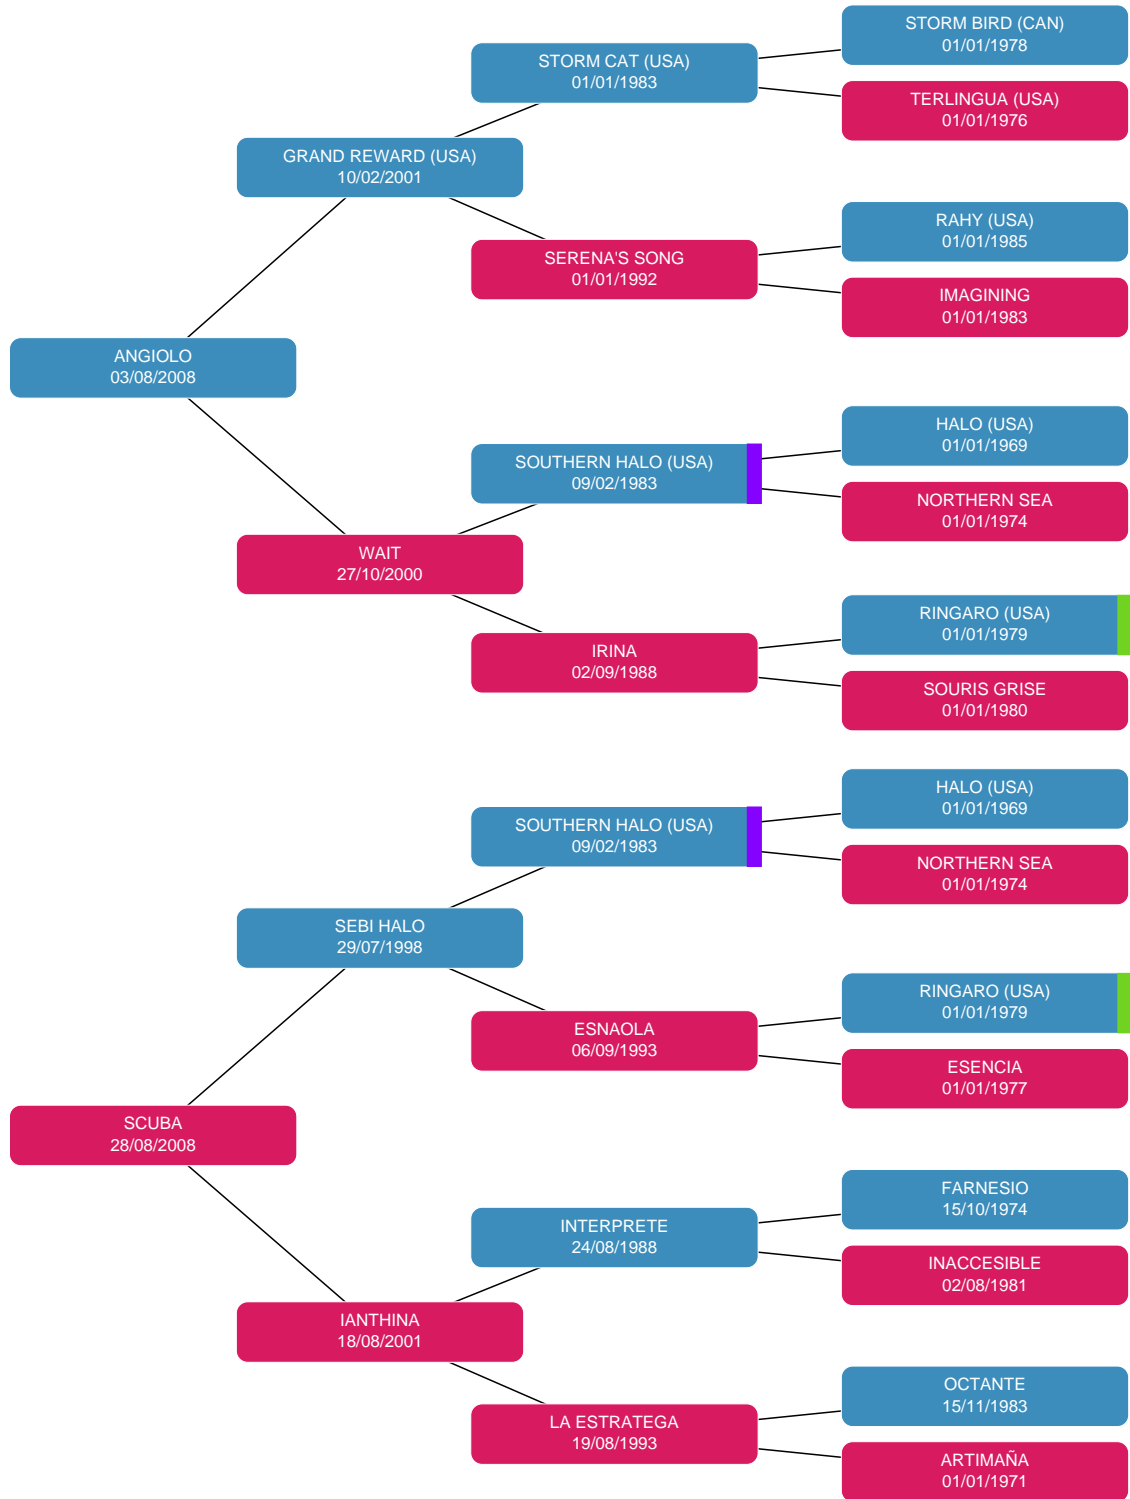 STORM BIRD (CAN)
01/01/1978
STORM CAT (USA)
01/01/1983
TERLINGUA (USA)
01/01/1976
GRAND REWARD (USA)
10/02/2001
RAHY (USA)
01/01/1985
SERENA'S SONG
01/01/1992
IMAGINING
01/01/1983
ANGIOLO
03/08/2008
HALO (USA)
01/01/1969
SOUTHERN HALO (USA)
09/02/1983
NORTHERN SEA
01/01/1974
WAIT
27/10/2000
RINGARO (USA)
01/01/1979
IRINA
02/09/1988
SOURIS GRISE
01/01/1980
HALO (USA)
01/01/1969
SOUTHERN HALO (USA)
09/02/1983
NORTHERN SEA
01/01/1974
SEBI HALO
29/07/1998
RINGARO (USA)
01/01/1979
ESNAOLA
06/09/1993
ESENCIA
01/01/1977
SCUBA
28/08/2008
FARNESIO
15/10/1974
INTERPRETE
24/08/1988
INACCESIBLE
02/08/1981
IANTHINA
18/08/2001
OCTANTE
15/11/1983
LA ESTRATEGA
19/08/1993
ARTIMAÑA
01/01/1971